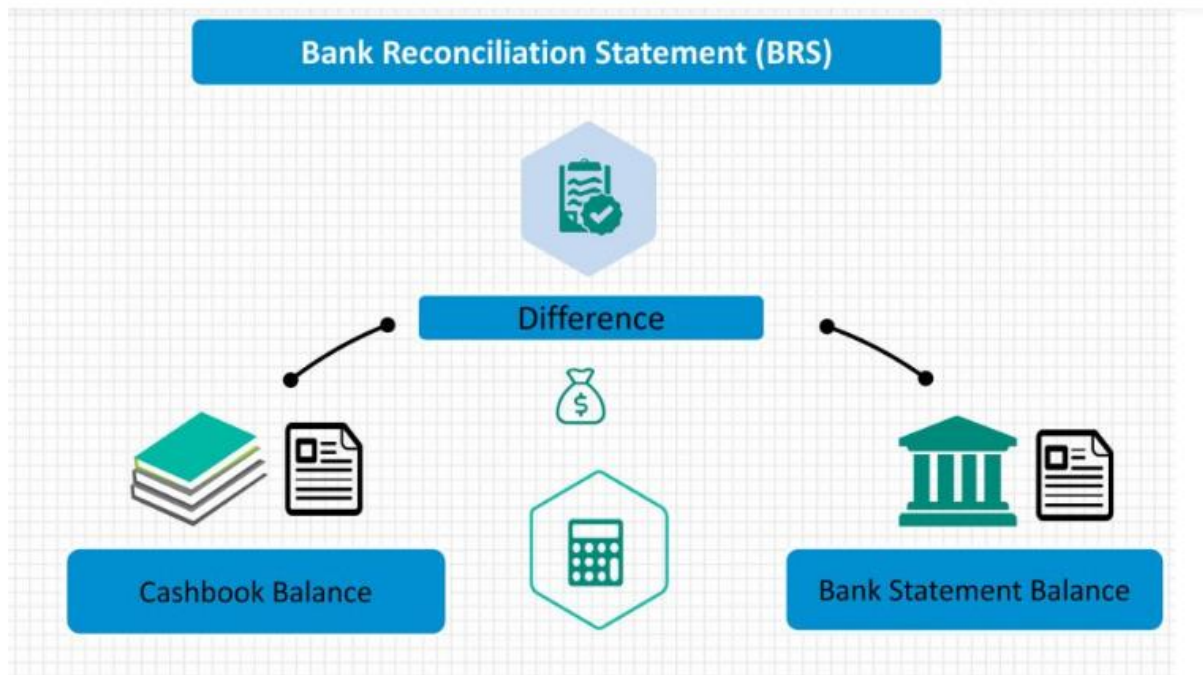 Bank Reconciliation Statement (BRS)
Difference
$
Cashbook Balance
Bank Statement Balance